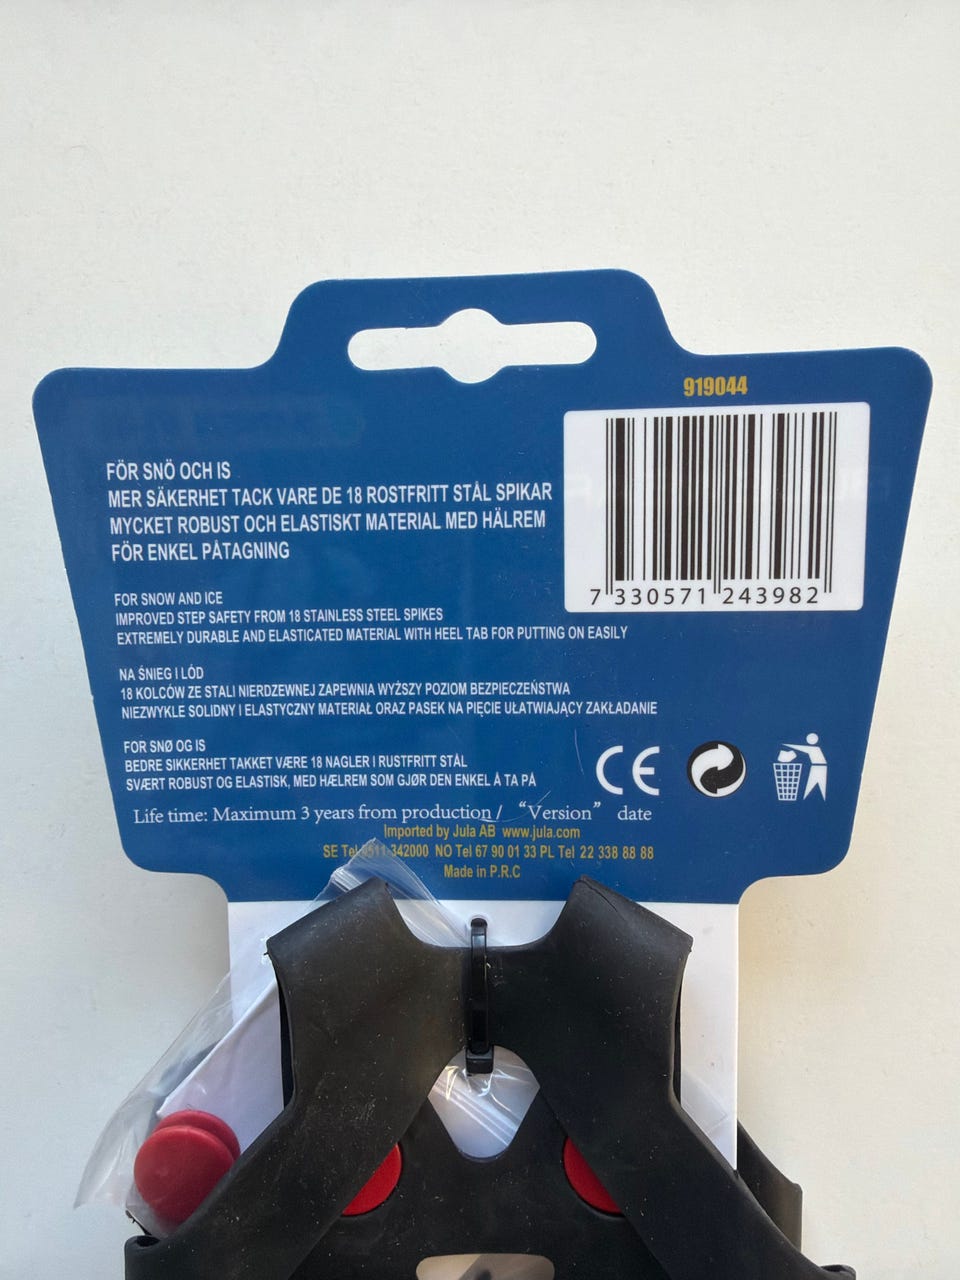 919044
FÖR SNÖ OCH IS
MER SÄKERHET TACK VARE DE 18 ROSTFRITT STÅL SPIKAR
MYCKET ROBUST OCH ELASTISKT MATERIAL MED HÄLREM
FÖR ENKEL PÅTAGNING
7 330571 243982
FOR SNOW AND ICE
IMPROVED STEP SAFETY FROM 18 STAINLESS STEEL SPIKES
EXTREMELY DURABLE AND ELASTICATED MATERIAL WITH HEEL TAB FOR PUTTING ON EASILY
NA ŚNIEG I LÓD
18 KOLCÓW ZE STALI NIERDZEWNEJ ZAPEWNIA WYŻSZY POZIOM BEZPIECZEŃSTWA
NIEZWYKLE SOLIDNY I ELASTYCZNY MATERIAŁ ORAZ PASEK NA PIĘCIE UŁATWIAJĄCY ZAKŁADANIE
FOR SNØ OG IS
BEDRE SIKKERHET TAKKET VÆRE 18 NAGLER I RUSTFRITT STÅL
SVÆRT ROBUST OG ELASTISK, MED HÆLREM SOM GJØR DEN ENKEL Å TA PÅ
CE
Life time: Maximum 3 years from production / “Version” date
Imported by Jula AB www.jula.com
SE Tel 0511-342000 NO Tel 67 90 01 33 PL Tel 22 338 88 88
Made in P.R.C